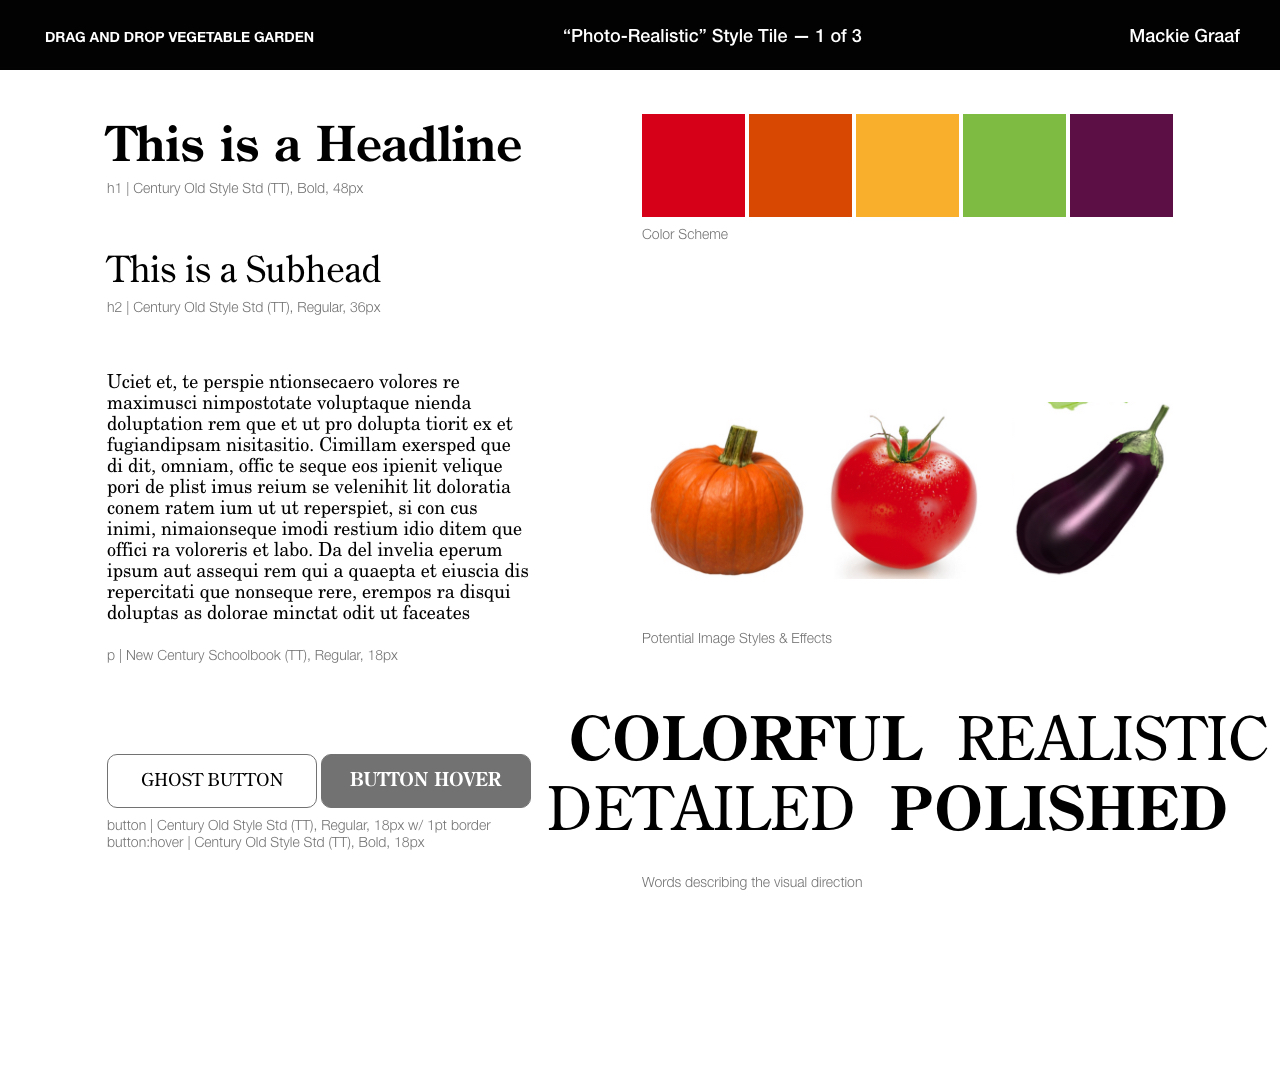 DRAG AND DROP VEGETABLE GARDEN
“Photo-Realistic” Style Tile — 1 of 3
Mackie Graaf
This is a Headline
h1 | Century Old Style Std (TT), Bold, 48px
This is a Subhead
h2 | Century Old Style Std (TT), Regular, 36px
Uciet et, te perspie ntionsecaero volores re
maximusci nimpostotate voluptaque nienda
doluptation rem que et ut pro dolupta tiorit ex et
fugiandipsam nisitasitio. Cimillam exersped que
di dit, omniam, offic te seque eos ipienit velique
pori de plist imus reium se velenihit lit doloratia
conem ratem ium ut ut reperspiet, si con cus
inimi, nimaionseque imodi restium idio ditem que
offici ra voloreris et labo. Da del invelia eperum
ipsum aut assequi rem qui a quaepta et eiuscia dis
repercitati que nonseque rere, erempos ra disqui
doluptas as dolorae minctat odit ut faceates
p | New Century Schoolbook (TT), Regular, 18px
GHOST BUTTON
BUTTON HOVER
button | Century Old Style Std (TT), Regular, 18px w/ 1pt border
button:hover | Century Old Style Std (TT), Bold, 18px
Color Scheme
Potential Image Styles & Effects
COLORFUL REALISTIC
DETAILED POLISHED
Words describing the visual direction